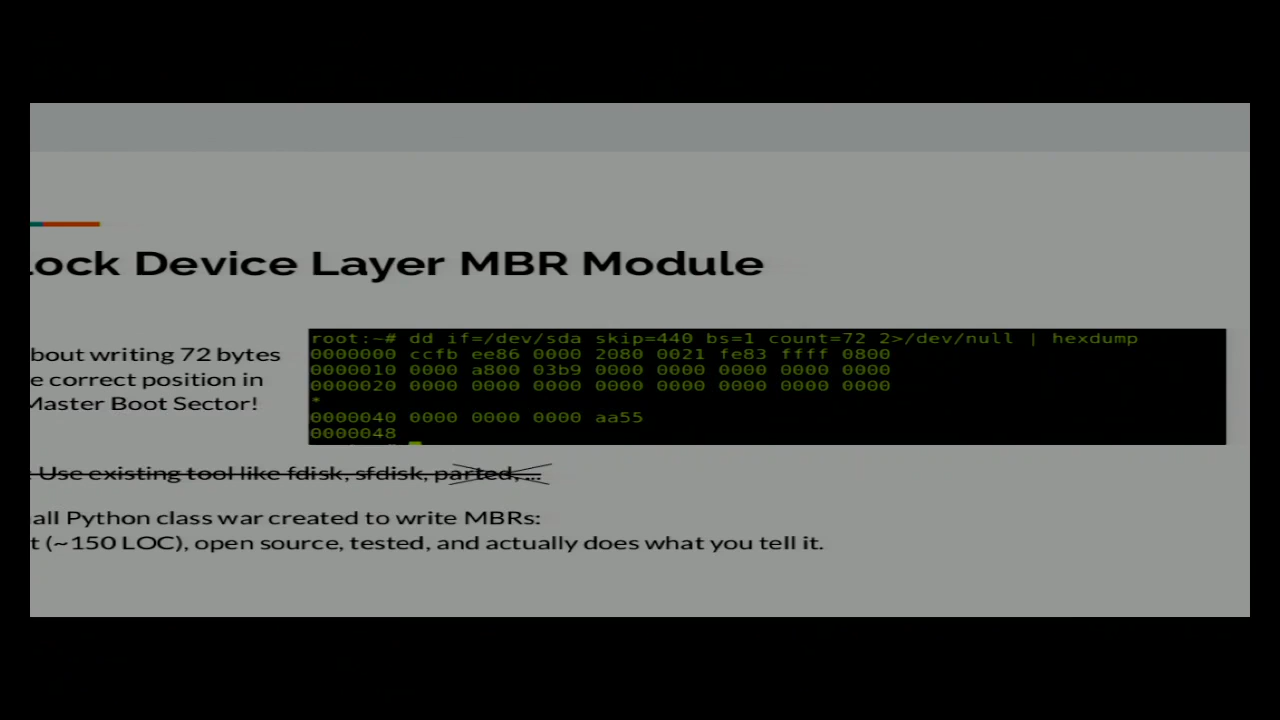 ock Device Layer MBR Module
bout writing 72 bytes
e correct position in
Master Boot Sector!
root:~# dd if=/dev/sda skip=440 bs=1 count=72 2>/dev/null | hexdump
0000000 ccfb ee86 0000 2080 0021 fe83 ffff 0800
0000010 0000 a800 03b9 0000 0000 0000 0000 0000
0000020 0000 0000 0000 0000 0000 0000 0000 0000
*
0000040 0000 0000 0000 aa55
0000048
: Use existing tool like fdisk, sfdisk, parted, ...
all Python class war created to write MBRs:
t (~150 LOC), open source, tested, and actually does what you tell it.